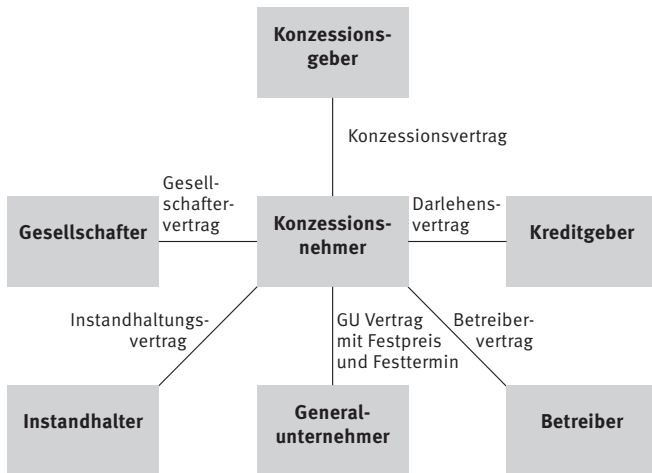 Konzessions-
geber
Konzessionsvertrag
Gesell-
schafter-
vertrag
Darlehens-
vertrag
Gesellschafter
Konzessions-
nehmer
Kreditgeber
Instandhaltungs-
vertrag
GU Vertrag
mit Festpreis
und Festtermin
Betreiber-
vertrag
Instandhalter
General-
unternehmer
Betreiber